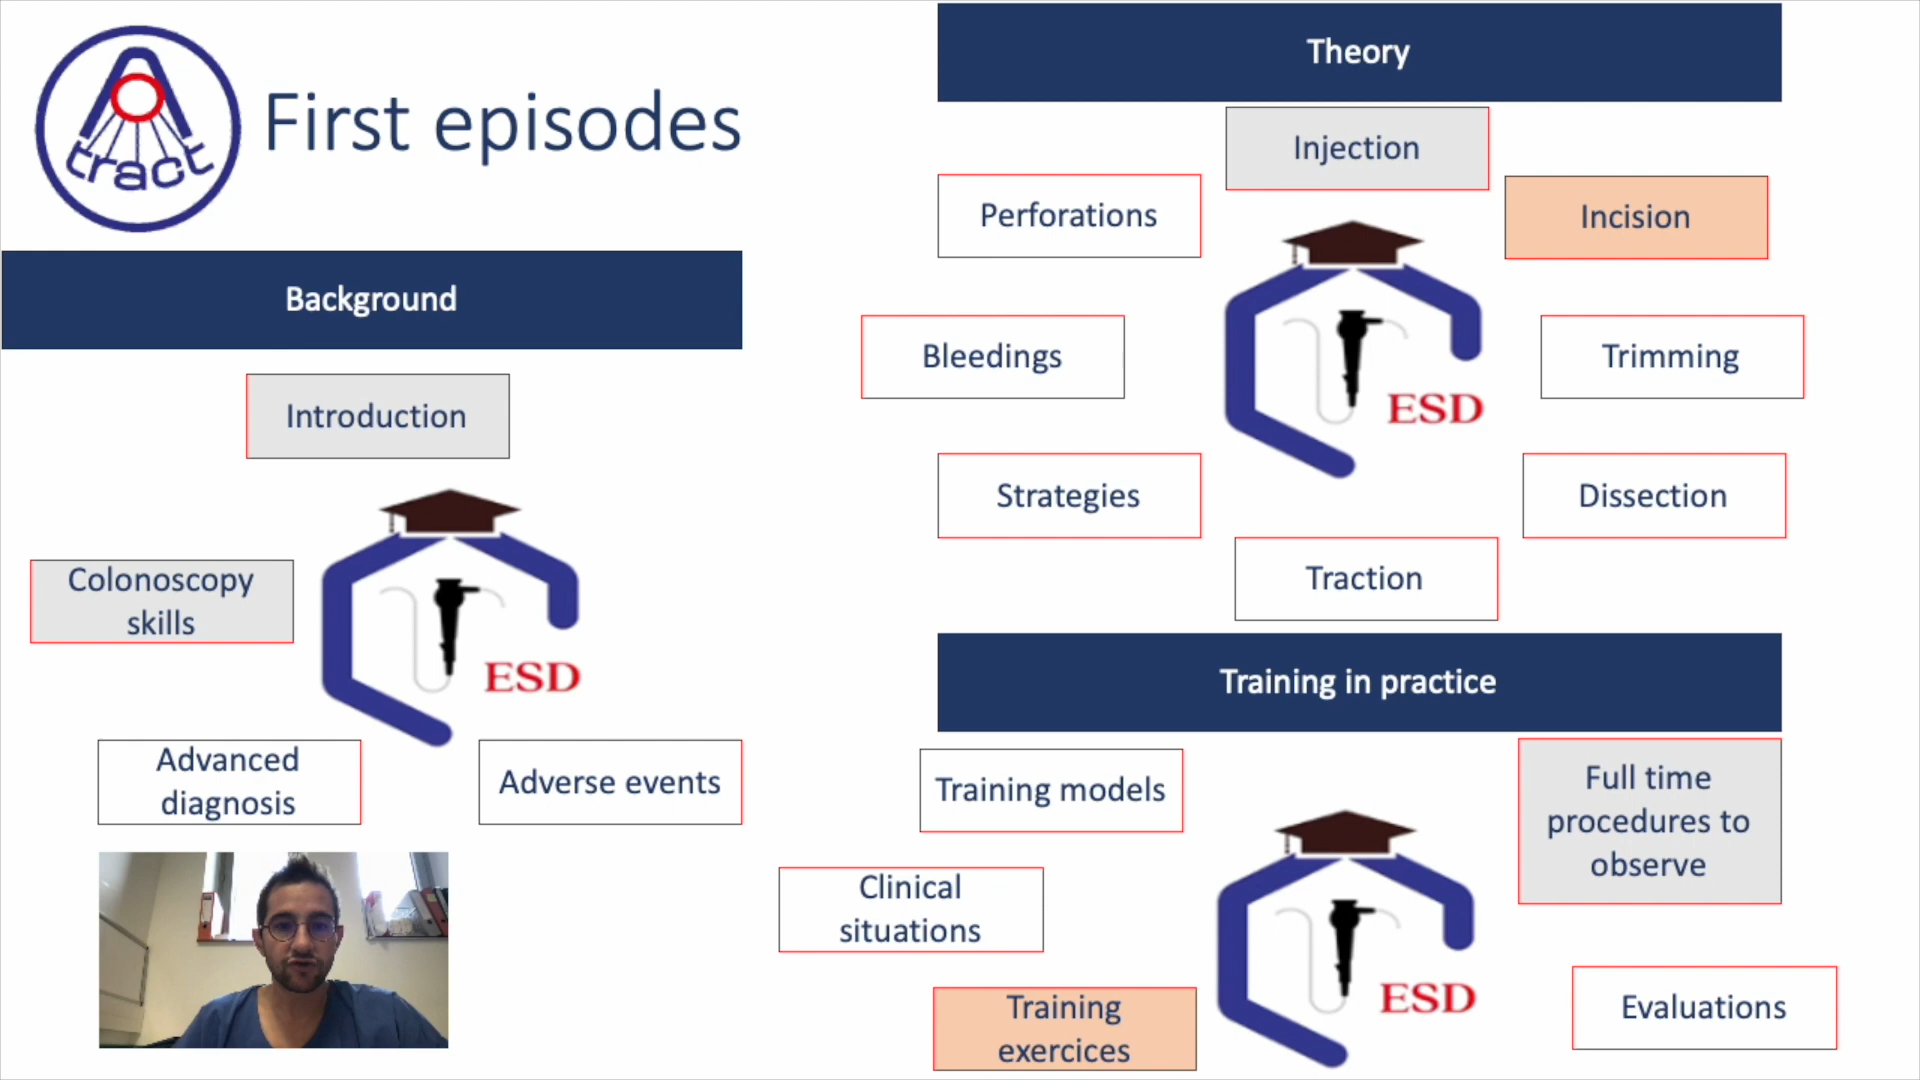 A
tract
First episodes
Background
Introduction
Colonoscopy
skills
ESD
Advanced
diagnosis
Adverse events
Theory
Injection
Perforations
Incision
Bleedings
Trimming
ESD
Strategies
Dissection
Traction
Training in practice
Training models
Full time
procedures to
observe
Clinical
situations
ESD
Training
exercices
Evaluations